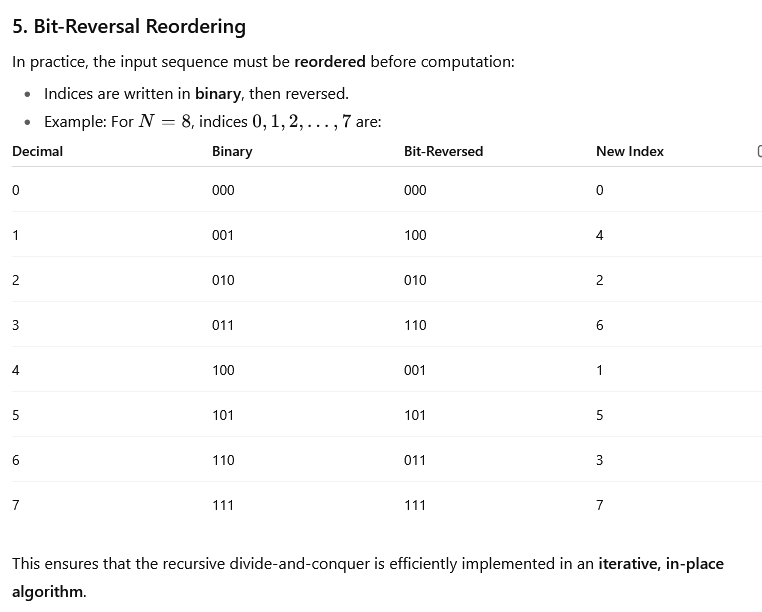 5. Bit-Reversal Reordering
In practice, the input sequence must be reordered before computation:
• Indices are written in binary, then reversed.
• Example: For N = 8, indices 0, 1, 2, . . . , 7 are:
Decimal Binary Bit-Reversed New Index
0 000 000 0
1 001 100 4
2 010 010 2
3 011 110 6
4 100 001 1
5 101 101 5
6 110 011 3
7 111 111 7
This ensures that the recursive divide-and-conquer is efficiently implemented in an iterative, in-place
algorithm.